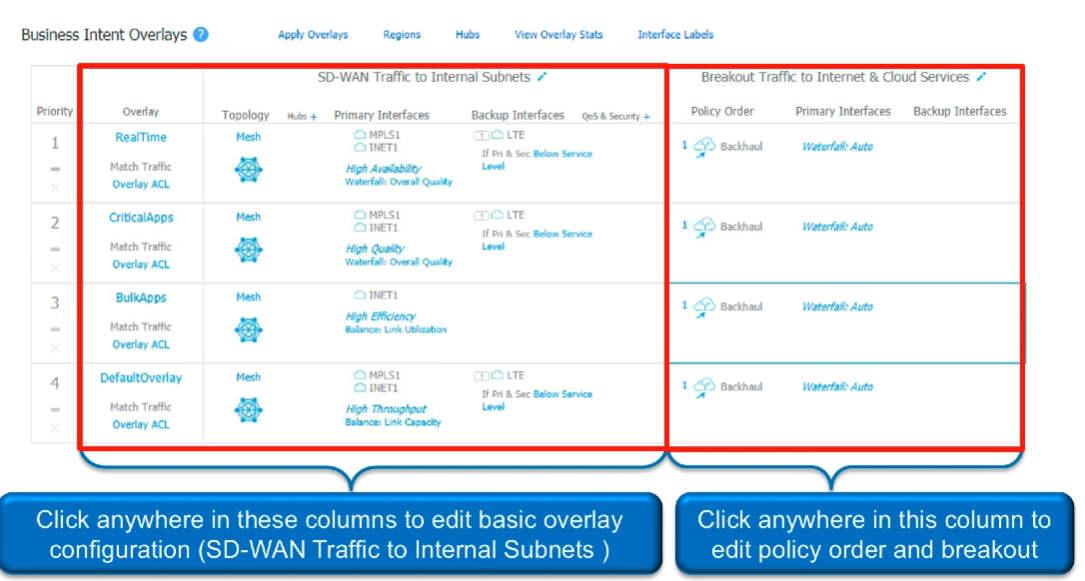 Business Intent Overlays ?
Apply Overlays Regions Hubs View Overlay Stats Interface Labels
SD-WAN Traffic to Internal Subnets
Breakout Traffic to Internet & Cloud Services
Priority Overlay Topology Hubs + Primary Interfaces Backup Interfaces QoS & Security + Policy Order Primary Interfaces Backup Interfaces
1
=
×
RealTime
Match Traffic
Overlay ACL
Mesh
MPLS1
INET1
High Availability
Waterfall: Overall Quality
1 LTE
If Pri & Sec Below Service
Level
1 Backhaul
Waterfall: Auto
2
=
×
CriticalApps
Match Traffic
Overlay ACL
Mesh
MPLS1
INET1
High Quality
Waterfall: Overall Quality
1 LTE
If Pri & Sec Below Service
Level
1 Backhaul
Waterfall: Auto
3
=
×
BulkApps
Match Traffic
Overlay ACL
Mesh
INET1
High Efficiency
Balance: Link Utilization
1 Backhaul
Waterfall: Auto
4
=
×
DefaultOverlay
Match Traffic
Overlay ACL
Mesh
MPLS1
INET1
High Throughput
Balance: Link Capacity
1 LTE
If Pri & Sec Below Service
Level
1 Backhaul
Waterfall: Auto
Click anywhere in these columns to edit basic overlay
configuration (SD-WAN Traffic to Internal Subnets )
Click anywhere in this column to
edit policy order and breakout